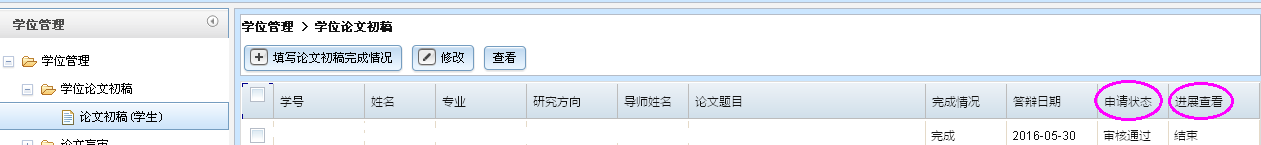 学位管理
学位管理
学位论文初稿
论文初稿(学生)
论文盲审
学位管理 > 学位论文初稿
填写论文初稿完成情况 修改 查看
学号 姓名 专业 研究方向 导师姓名 论文题目 完成情况 答辩日期 申请状态 进展查看
完成 2016-05-30 审核通过 结束